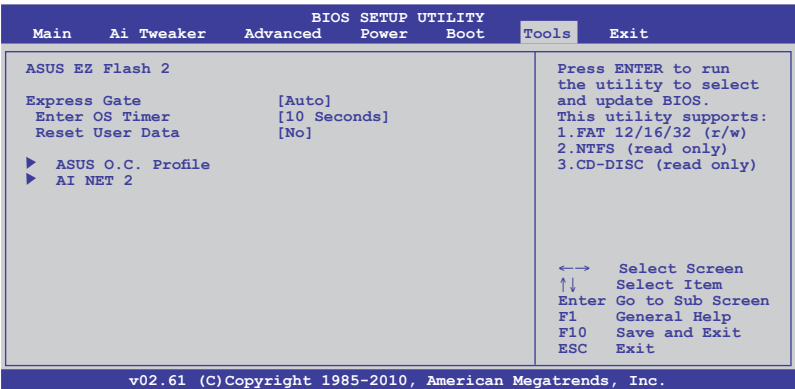 BIOS SETUP UTILITY
Main Ai Tweaker Advanced Power Boot Tools Exit
ASUS EZ Flash 2
Express Gate [Auto]
Enter OS Timer [10 Seconds]
Reset User Data [No]
ASUS O.C. Profile
AI NET 2
Press ENTER to run
the utility to select
and update BIOS.
This utility supports:
1.FAT 12/16/32 (r/w)
2.NTFS (read only)
3.CD-DISC (read only)
←→ Select Screen
↑↓ Select Item
Enter Go to Sub Screen
F1 General Help
F10 Save and Exit
ESC Exit
v02.61 (C)Copyright 1985-2010, American Megatrends, Inc.